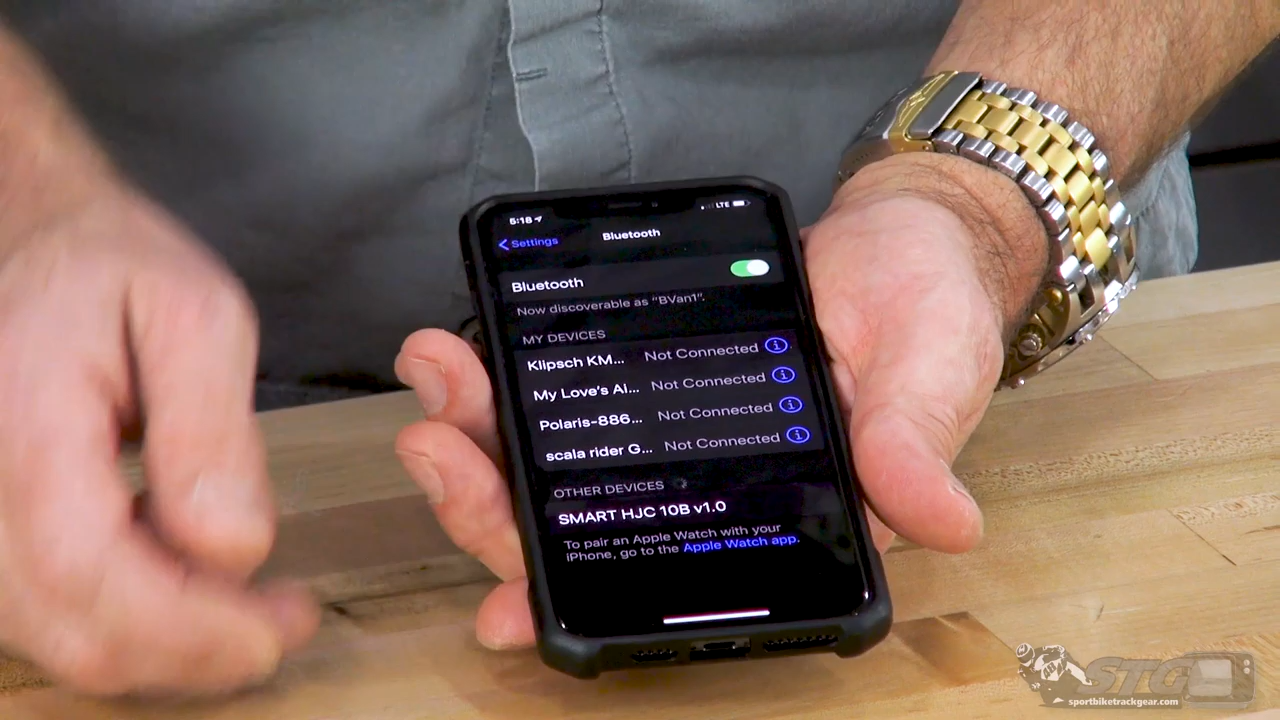 5:18 LTE
Settings Bluetooth
Bluetooth
Now discoverable as "BVan1".
MY DEVICES
Klipsch KM... Not Connected
My Love's Ai... Not Connected
Polaris-886... Not Connected
scala rider G... Not Connected
OTHER DEVICES
SMART HJC 10B v1.0
To pair an Apple Watch with your
iPhone, go to the Apple Watch app.
STG
sportbiketrackgear.com